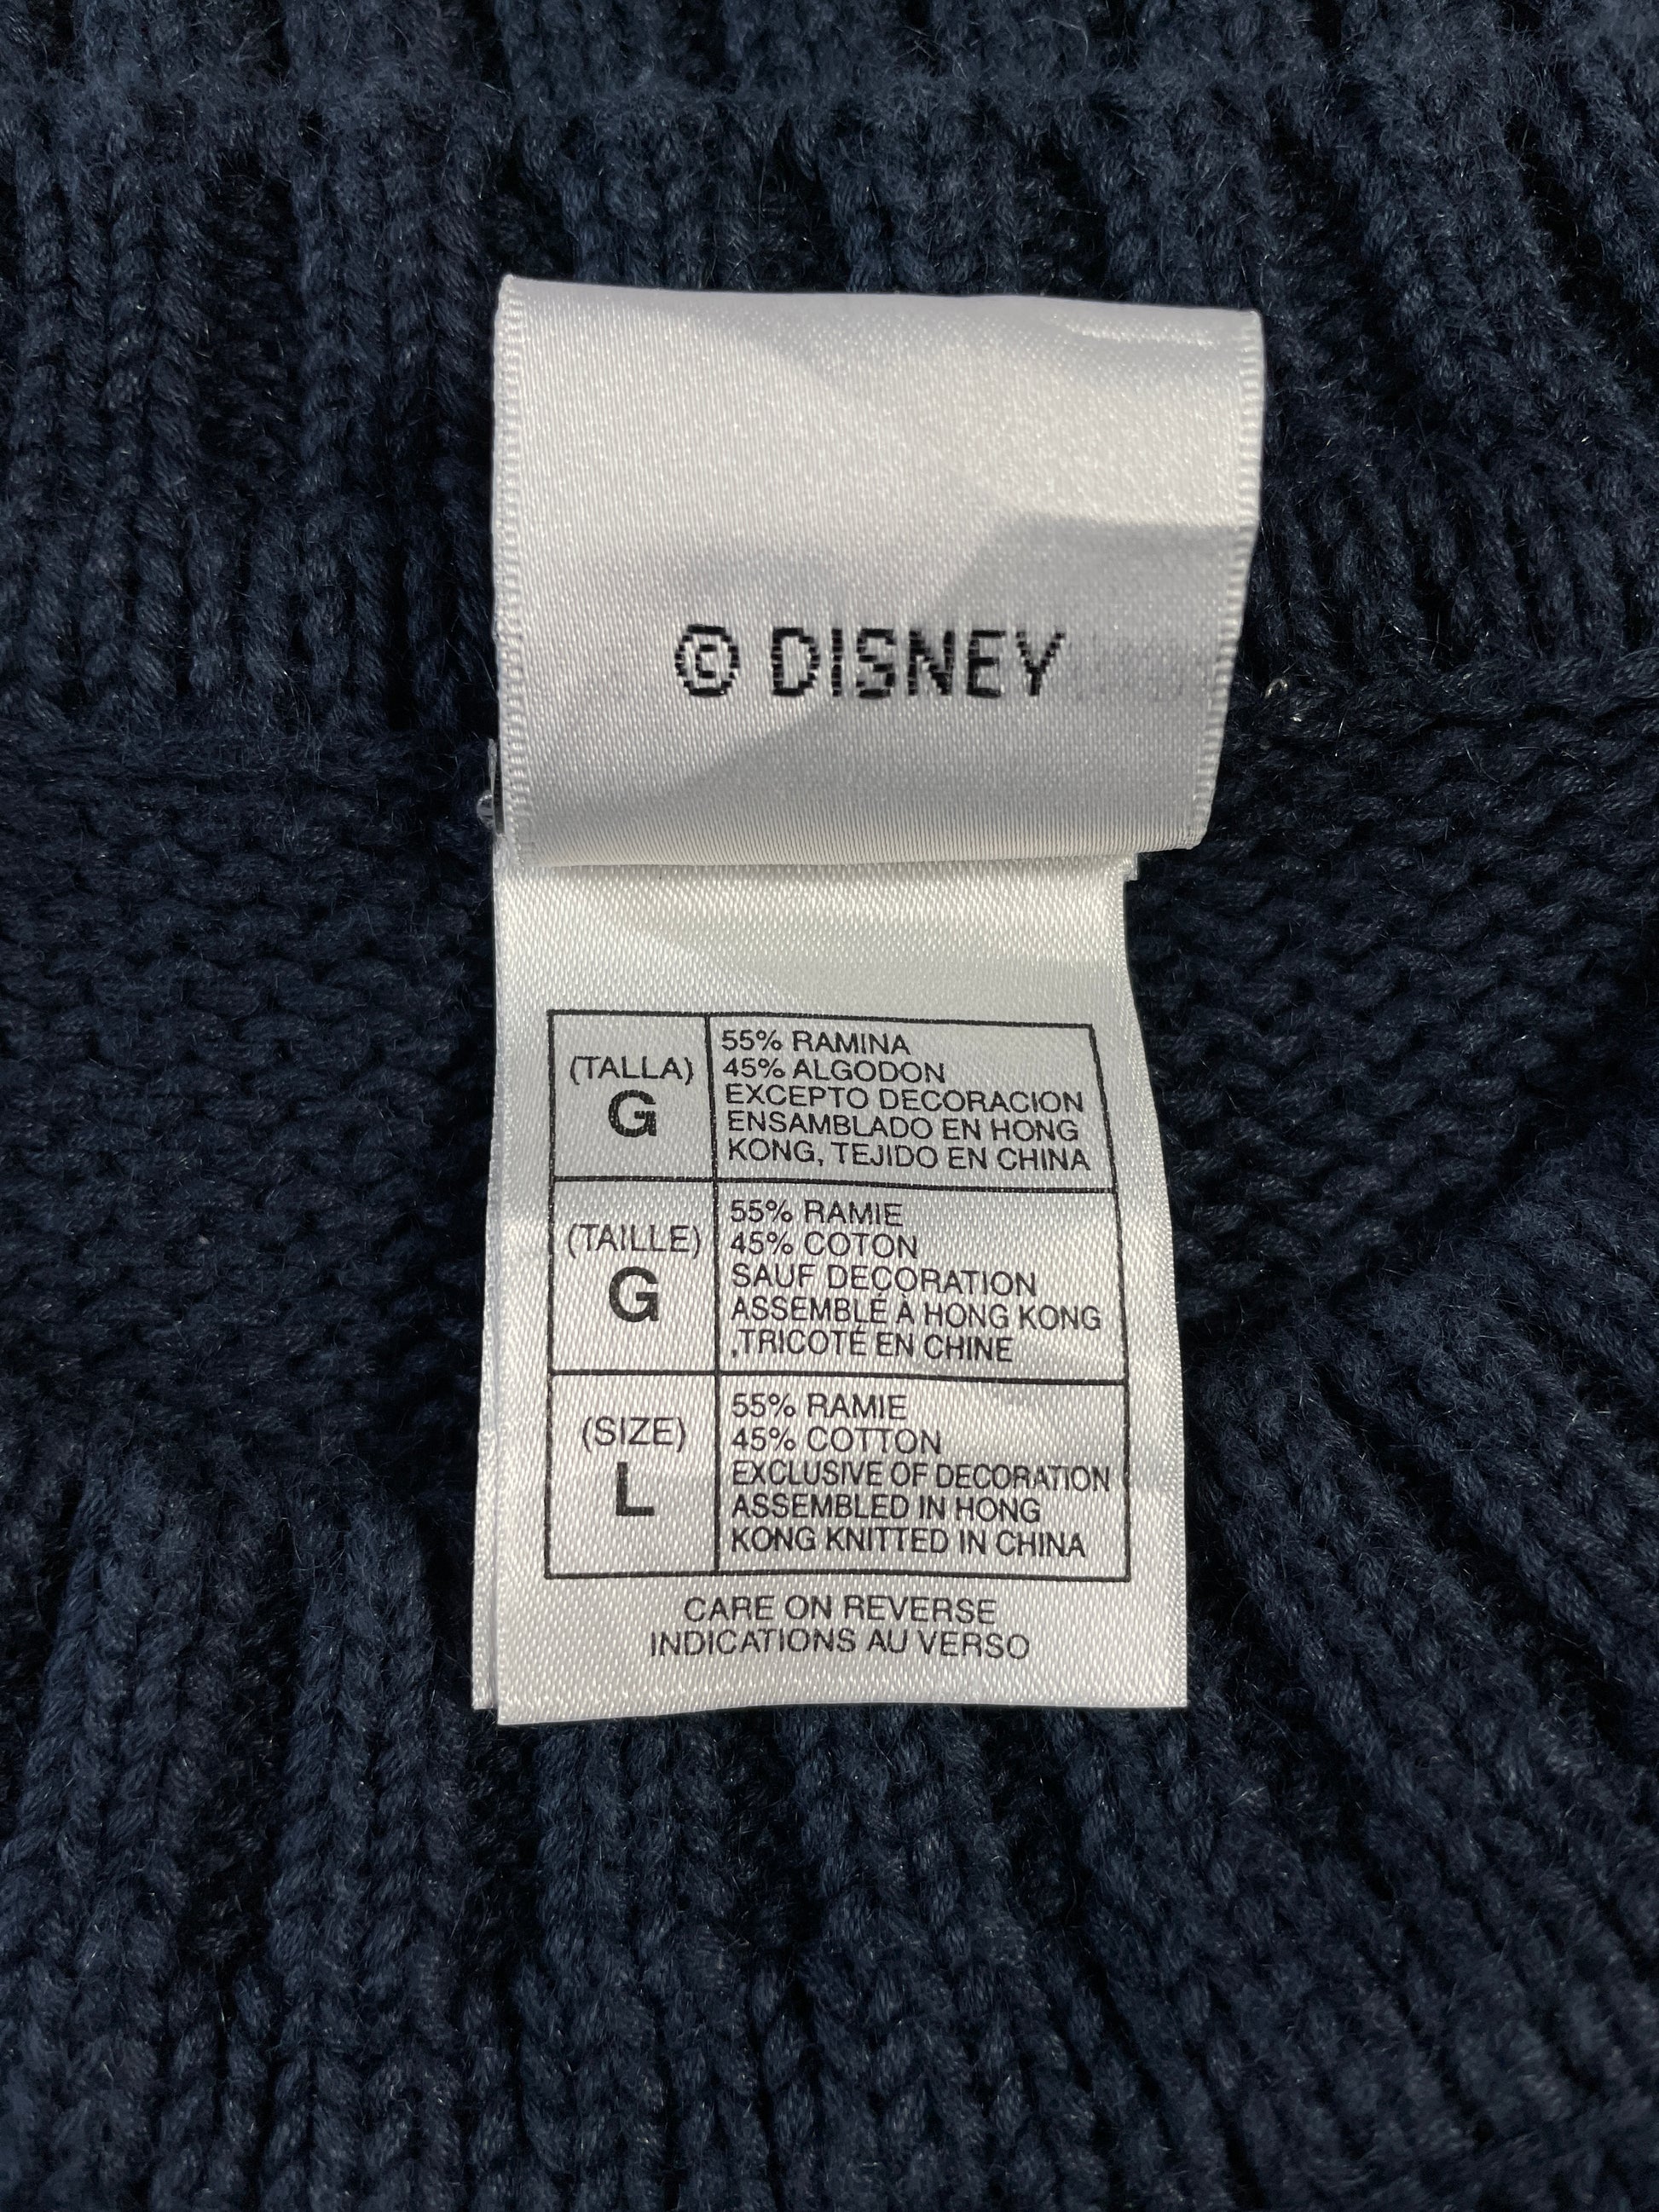 © DISNEY
(TALLA)
G
55% RAMINA
45% ALGODON
EXCEPTO DECORACION
ENSAMBLADO EN HONG
KONG, TEJIDO EN CHINA
(TAILLE)
G
55% RAMIE
45% COTON
SAUF DECORATION
ASSEMBLÉ À HONG KONG
,TRICOTÉ EN CHINE
(SIZE)
L
55% RAMIE
45% COTTON
EXCLUSIVE OF DECORATION
ASSEMBLED IN HONG
KONG KNITTED IN CHINA
CARE ON REVERSE
INDICATIONS AU VERSO